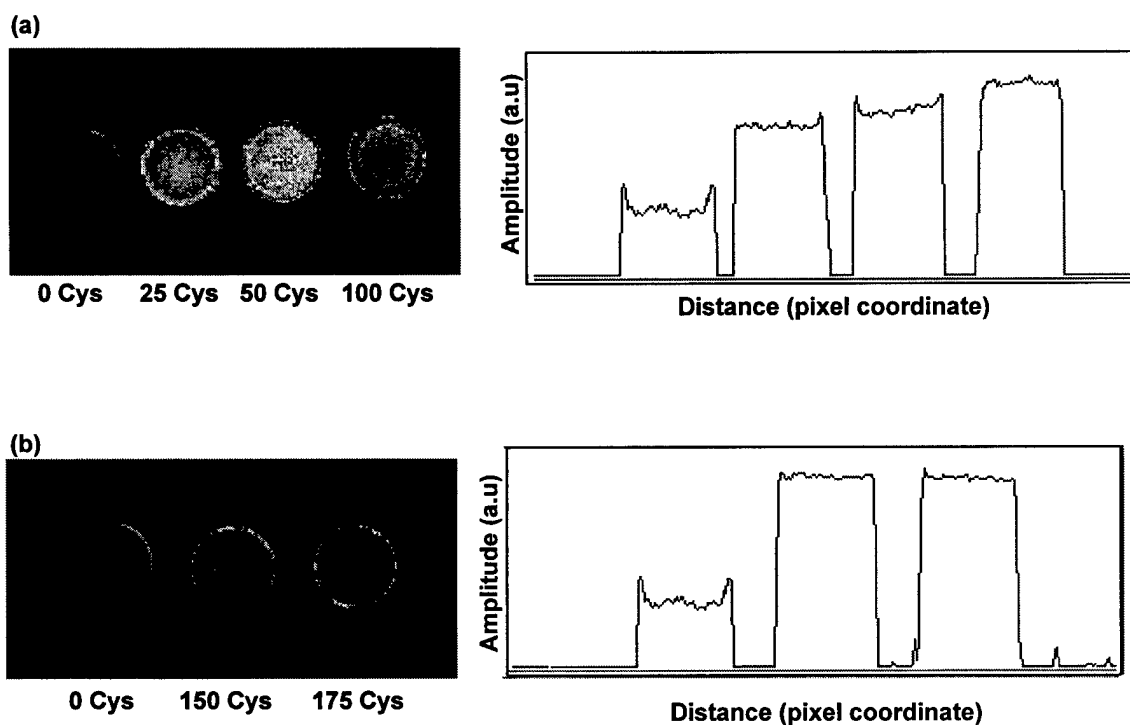 (a)
Amplitude (a.u)
0 Cys 25 Cys 50 Cys 100 Cys
Distance (pixel coordinate)
(b)
Amplitude (a.u)
0 Cys 150 Cys 175 Cys
Distance (pixel coordinate)